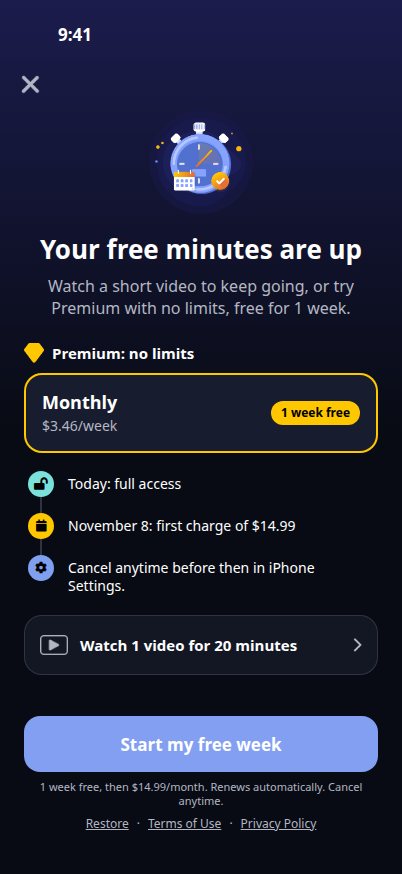 9:41
Your free minutes are up
Watch a short video to keep going, or try
Premium with no limits, free for 1 week.
Premium: no limits
Monthly
$3.46/week
1 week free
Today: full access
November 8: first charge of $14.99
Cancel anytime before then in iPhone
Settings.
Watch 1 video for 20 minutes
Start my free week
1 week free, then $14.99/month. Renews automatically. Cancel
anytime.
Restore · Terms of Use · Privacy Policy